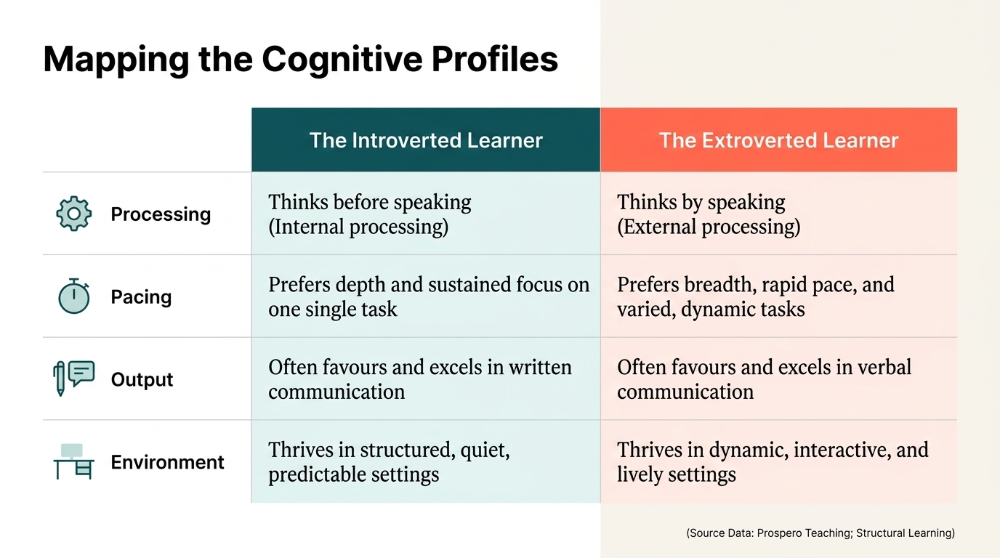 Mapping the Cognitive Profiles
The Introverted Learner
The Extroverted Learner
Processing
Thinks before speaking
(Internal processing)
Thinks by speaking
(External processing)
Pacing
Prefers depth and sustained focus on
one single task
Prefers breadth, rapid pace, and
varied, dynamic tasks
Output
Often favours and excels in written
communication
Often favours and excels in verbal
communication
Environment
Thrives in structured, quiet,
predictable settings
Thrives in dynamic, interactive, and
lively settings
(Source Data: Prospero Teaching; Structural Learning)